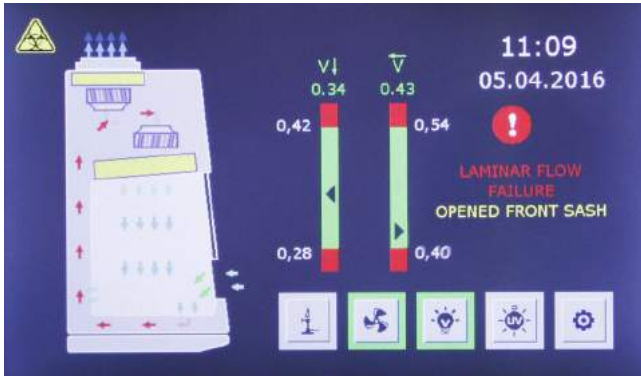 11:09
05.04.2016
V↓
V
0.34
0.43
0,42
0,54
0,28
0,40
!
LAMINAR FLOW
FAILURE
OPENED FRONT SASH
UV